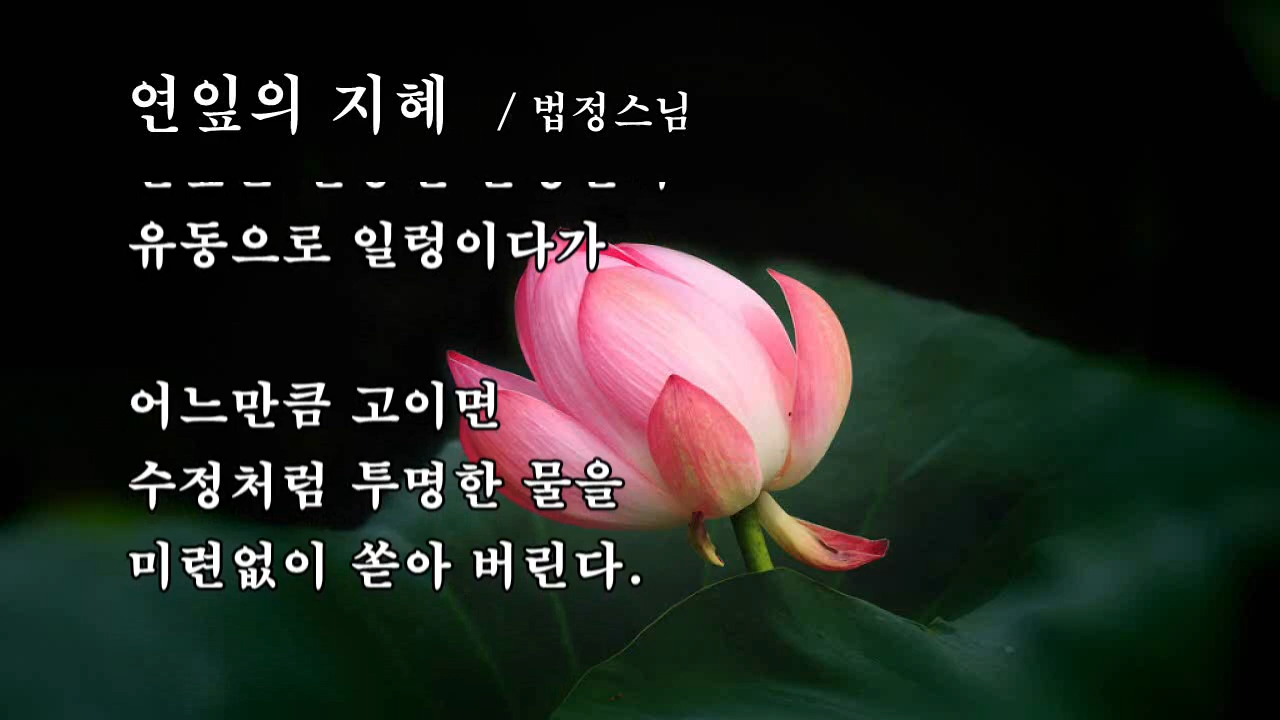 연잎의 지혜 / 법정스님
유동으로 일렁이다가
어느만큼 고이면
수정처럼 투명한 물을
미련없이 쏟아 버린다.